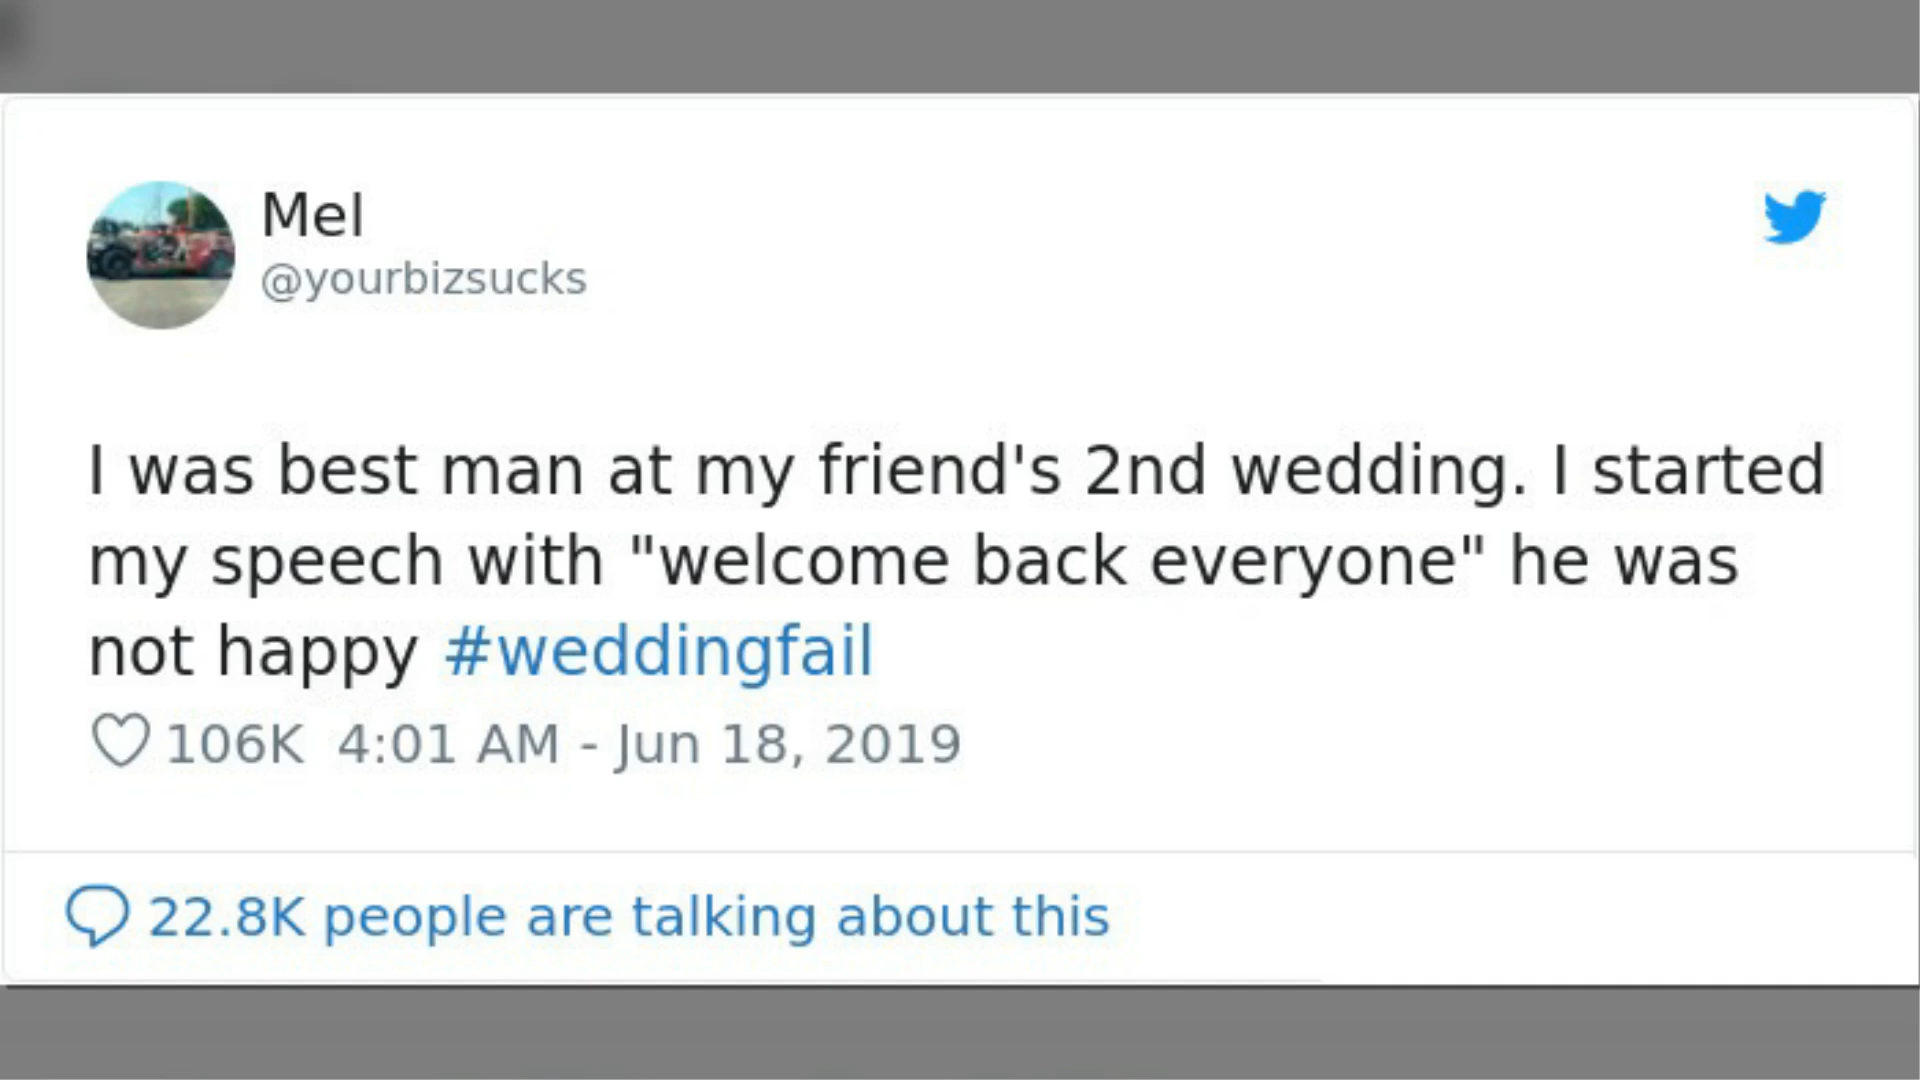 Mel
@yourbizsucks
I was best man at my friend's 2nd wedding. I started
my speech with "welcome back everyone" he was
not happy #weddingfail
106K 4:01 AM - Jun 18, 2019
22.8K people are talking about this